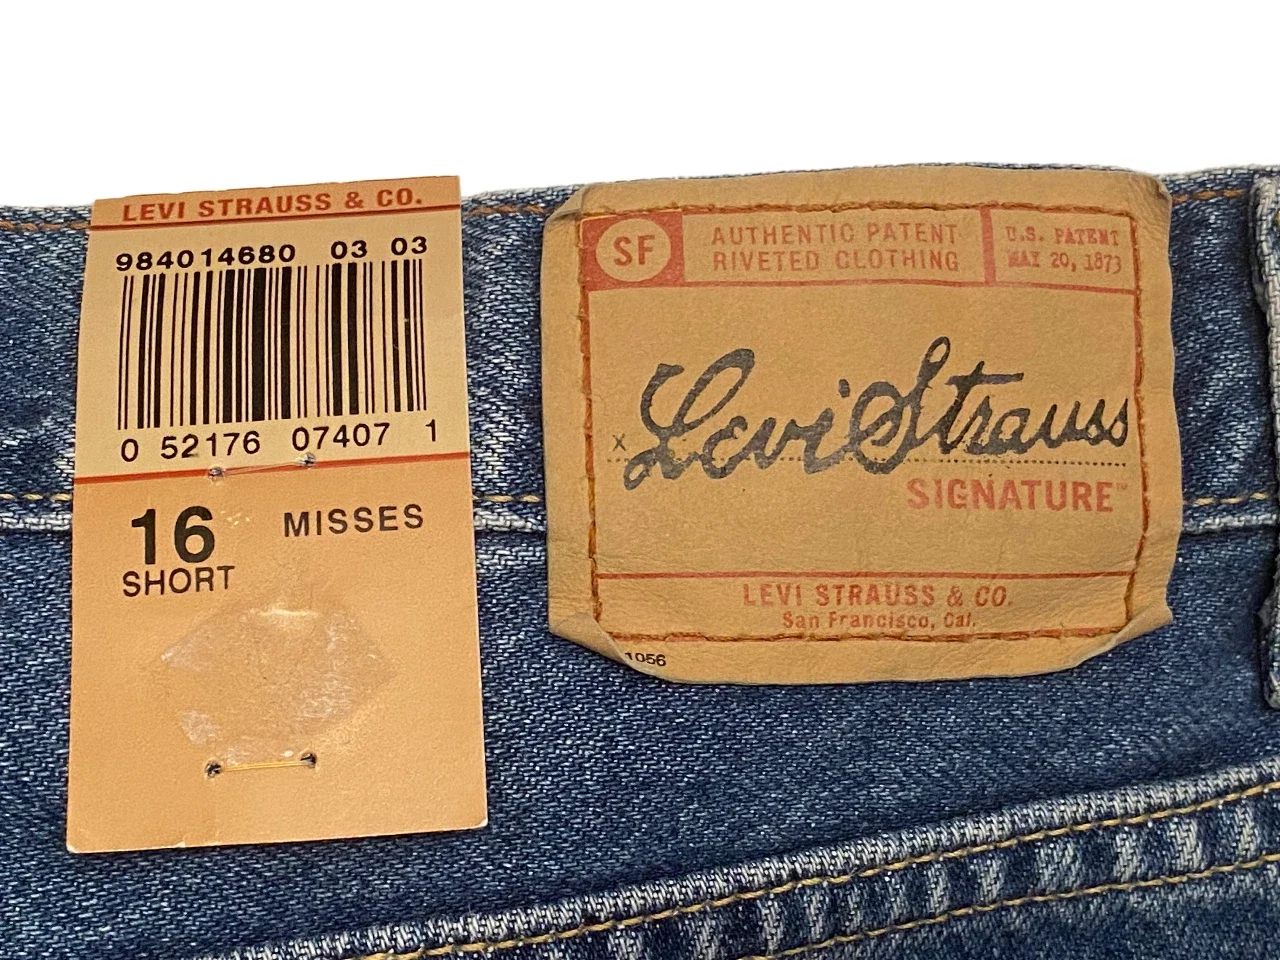 LEVI STRAUSS & CO.
984014680 03 03
0 52176 07407 1
16 MISSES
SHORT
SF
AUTHENTIC PATENT
RIVETED CLOTHING
U.S. PATENT
MAY 20, 1873
x Levi Strauss
SIGNATURE™
LEVI STRAUSS & CO.
San Francisco, Cal.
1056